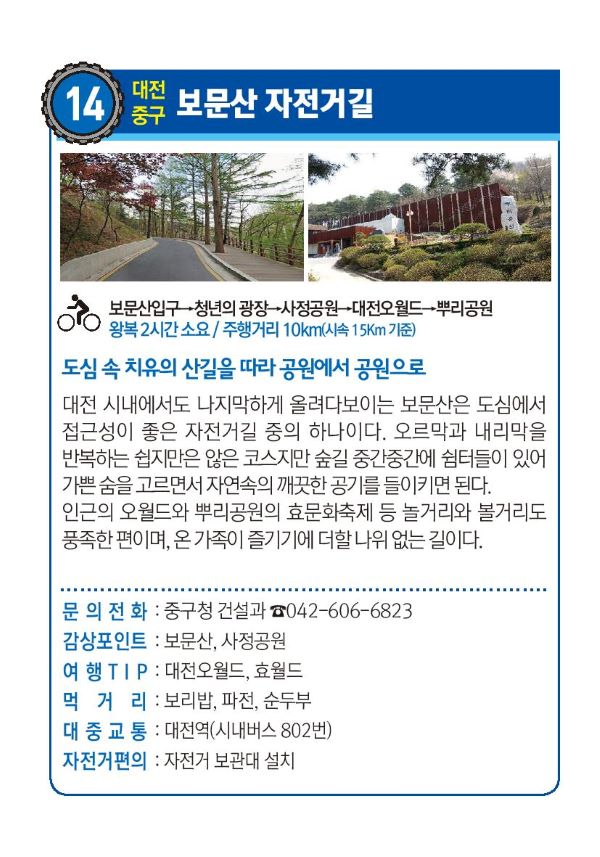 14
대전
중구
보문산 자전거길
보문산입구→청년의 광장→사정공원→대전오월드→뿌리공원
왕복 2시간 소요 / 주행거리 10km(시속 15Km 기준)
도심 속 치유의 산길을 따라 공원에서 공원으로
대전 시내에서도 나지막하게 올려다보이는 보문산은 도심에서
접근성이 좋은 자전거길 중의 하나이다. 오르막과 내리막을
반복하는 쉽지만은 않은 코스지만 숲길 중간중간에 쉼터들이 있어
가쁜 숨을 고르면서 자연속의 깨끗한 공기를 들이키면 된다.
인근의 오월드와 뿌리공원의 효문화축제 등 놀거리와 볼거리도
풍족한 편이며, 온 가족이 즐기기에 더할 나위 없는 길이다.
문 의 전 화 : 중구청 건설과 ☎042-606-6823
감상포인트 : 보문산, 사정공원
여 행 T I P : 대전오월드, 효월드
먹 거 리 : 보리밥, 파전, 순두부
대 중 교 통 : 대전역(시내버스 802번)
자전거편의 : 자전거 보관대 설치